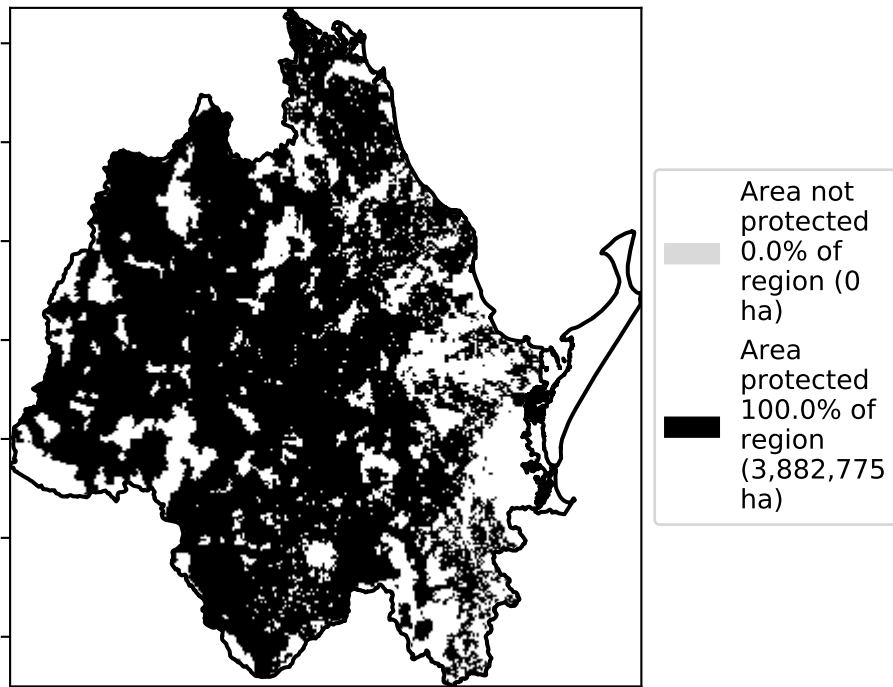 Area not
protected
0.0% of
region (0
ha)
Area
protected
100.0% of
region
(3,882,775
ha)